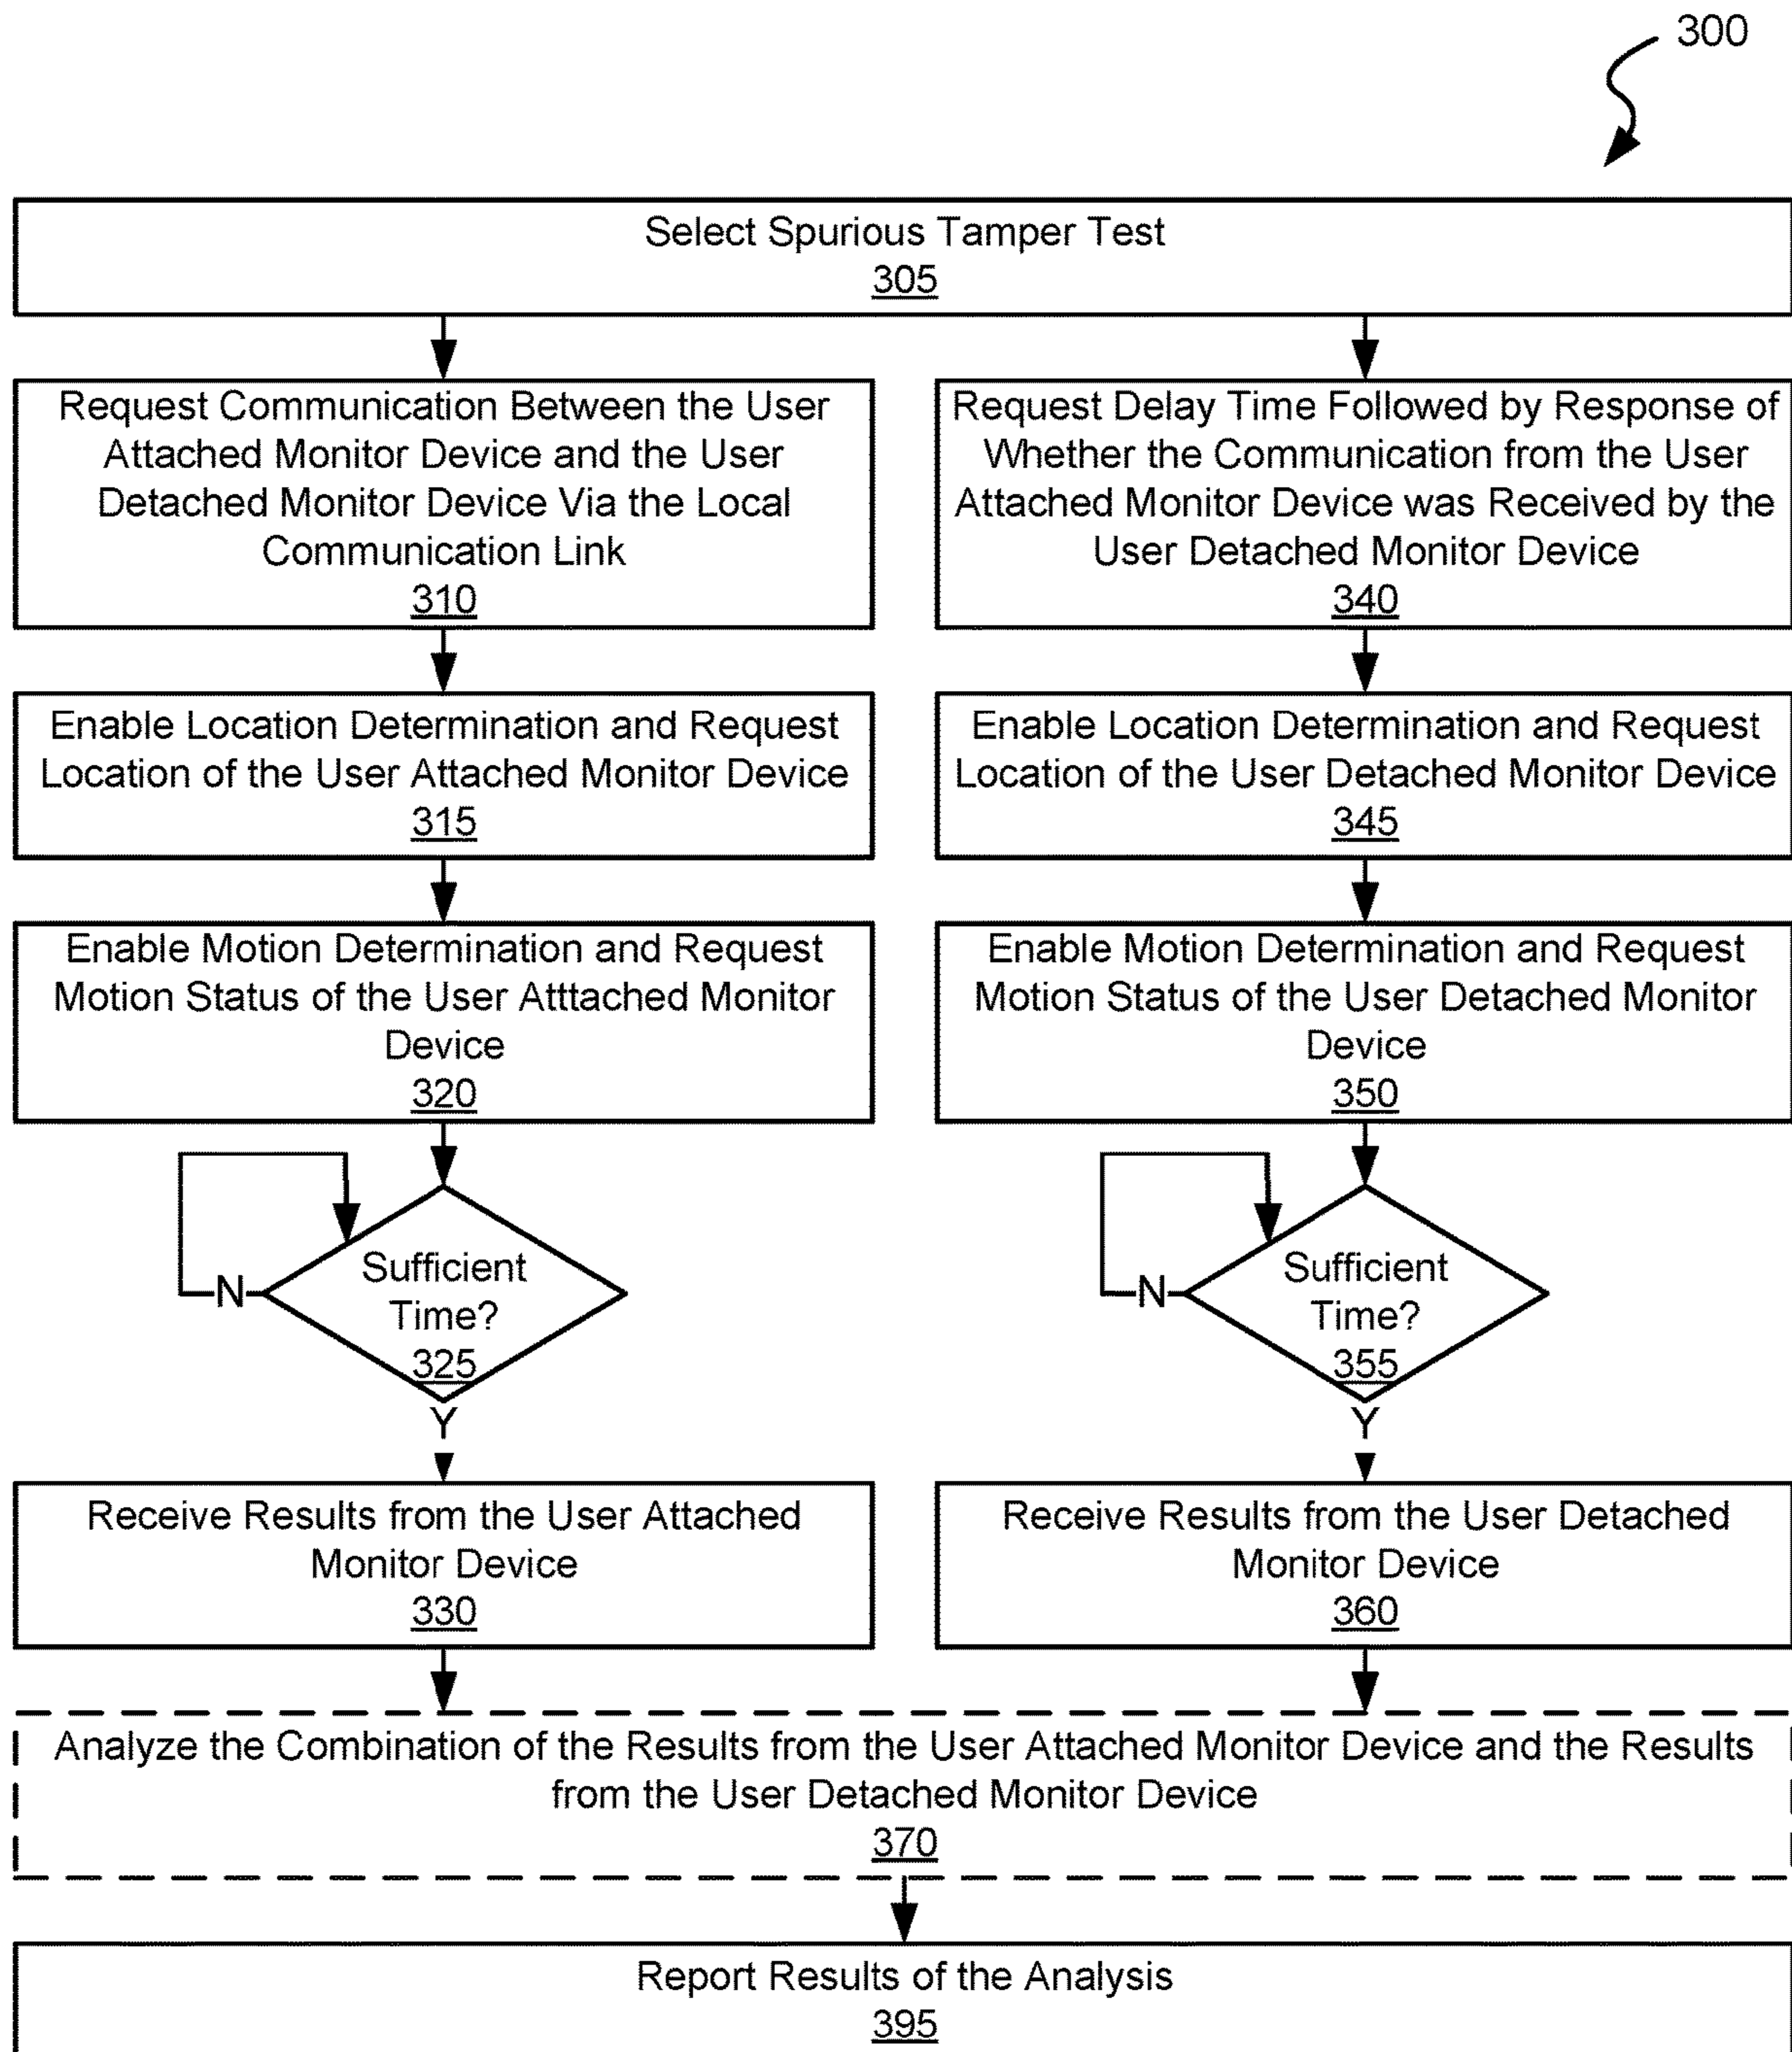 300
Select Spurious Tamper Test
305
Request Communication Between the User
Attached Monitor Device and the User
Detached Monitor Device Via the Local
Communication Link
310
Request Delay Time Followed by Response of
Whether the Communication from the User
Attached Monitor Device was Received by the
User Detached Monitor Device
340
Enable Location Determination and Request
Location of the User Attached Monitor Device
315
Enable Location Determination and Request
Location of the User Detached Monitor Device
345
Enable Motion Determination and Request
Motion Status of the User Atttached Monitor
Device
320
Enable Motion Determination and Request
Motion Status of the User Detached Monitor
Device
350
Sufficient
Time?
325
N
Y
Sufficient
Time?
355
N
Y
Receive Results from the User Attached
Monitor Device
330
Receive Results from the User Detached
Monitor Device
360
Analyze the Combination of the Results from the User Attached Monitor Device and the Results
from the User Detached Monitor Device
370
Report Results of the Analysis
395